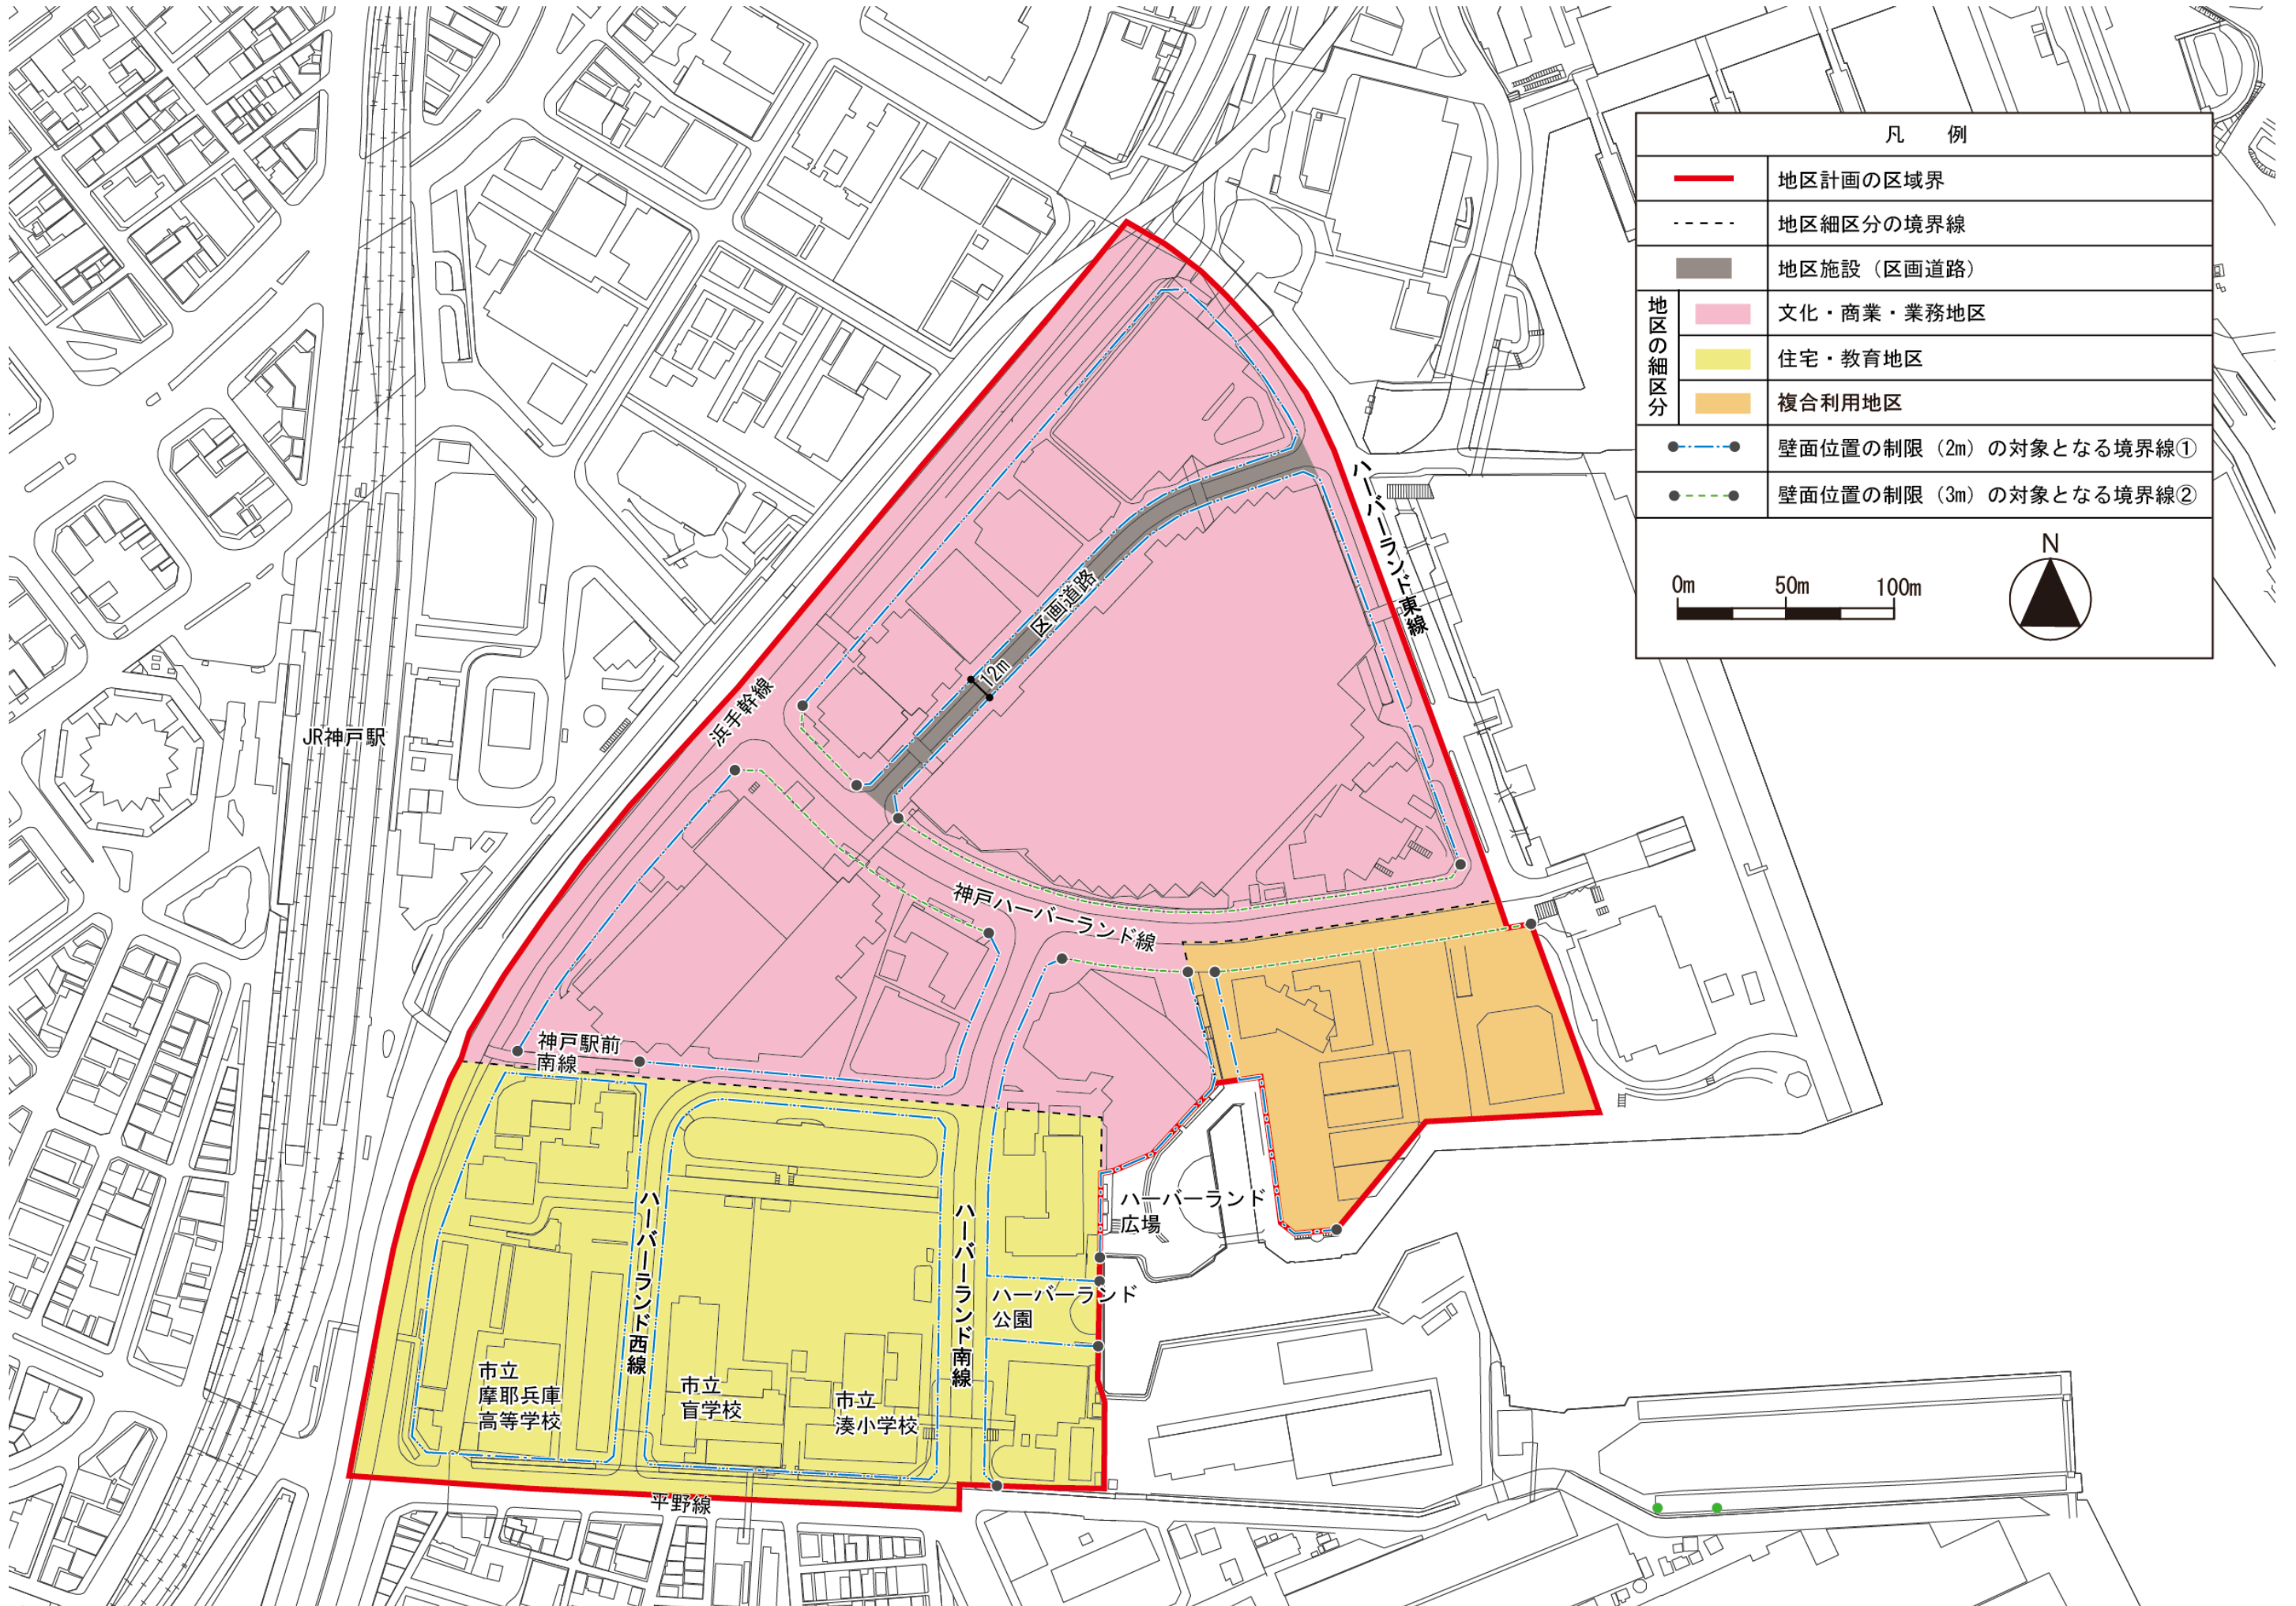 凡　例
地区計画の区域界
地区細区分の境界線
地区施設（区画道路）
地区の細区分
文化・商業・業務地区
住宅・教育地区
複合利用地区
壁面位置の制限（2m）の対象となる境界線①
壁面位置の制限（3m）の対象となる境界線②
0m 50m 100m
N
ハーバーランド東線
区画道路
12m
浜手幹線
JR神戸駅
神戸ハーバーランド線
神戸駅前
南線
ハーバーランド
広場
ハーバーランド西線
ハーバーランド南線
ハーバーランド
公園
市立
摩耶兵庫
高等学校
市立
盲学校
市立
湊小学校
平野線